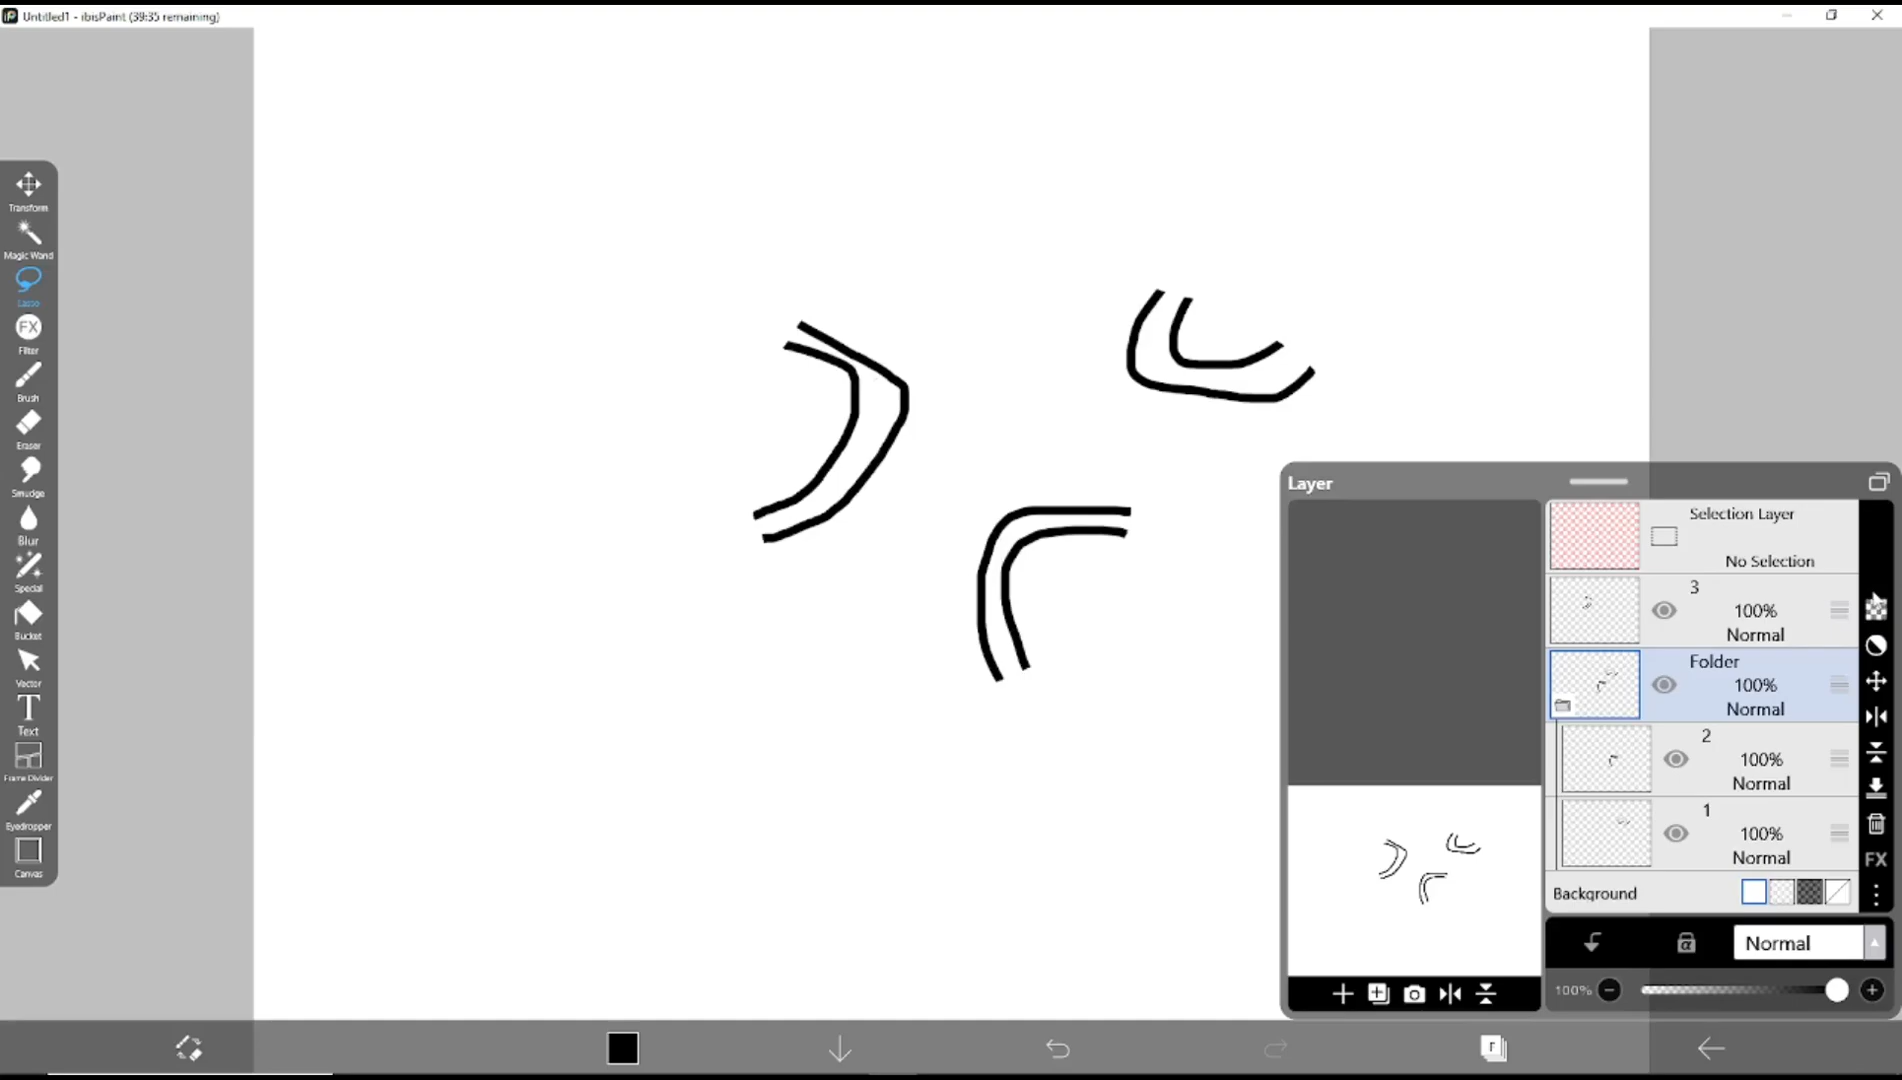 Untitled1 - ibisPaint (39:35 remaining)
Transform
Magic Wand
Lasso
FX
Filter
Brush
Eraser
Smudge
Blur
Special
Bucket
Vector
T
Text
Frame Divider
Eyedropper
Canvas
Layer
Selection Layer
No Selection
3
100%
Normal
Folder
100%
Normal
2
100%
Normal
1
100%
Normal
FX
Background
α
Normal
100%